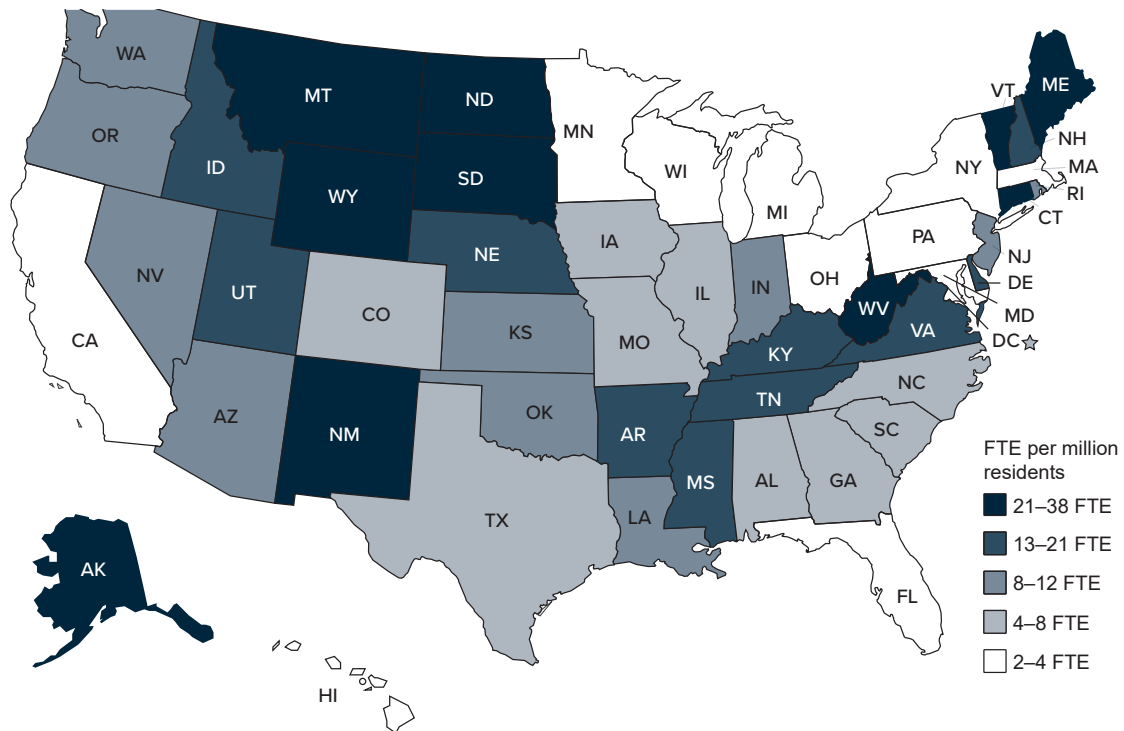 WA
MT
ND
MN
VT
ME
OR
ID
SD
WI
NY
NH
MA
WY
MI
RI
CT
IA
PA
NE
NJ
NV
UT
IL
IN
OH
DE
CO
WV
MD
CA
KS
MO
VA
DC
KY
NC
AZ
OK
TN
NM
AR
SC
MS
AL
GA
TX
LA
FTE per million
residents
21–38 FTE
13–21 FTE
AK
8–12 FTE
FL
4–8 FTE
2–4 FTE
HI